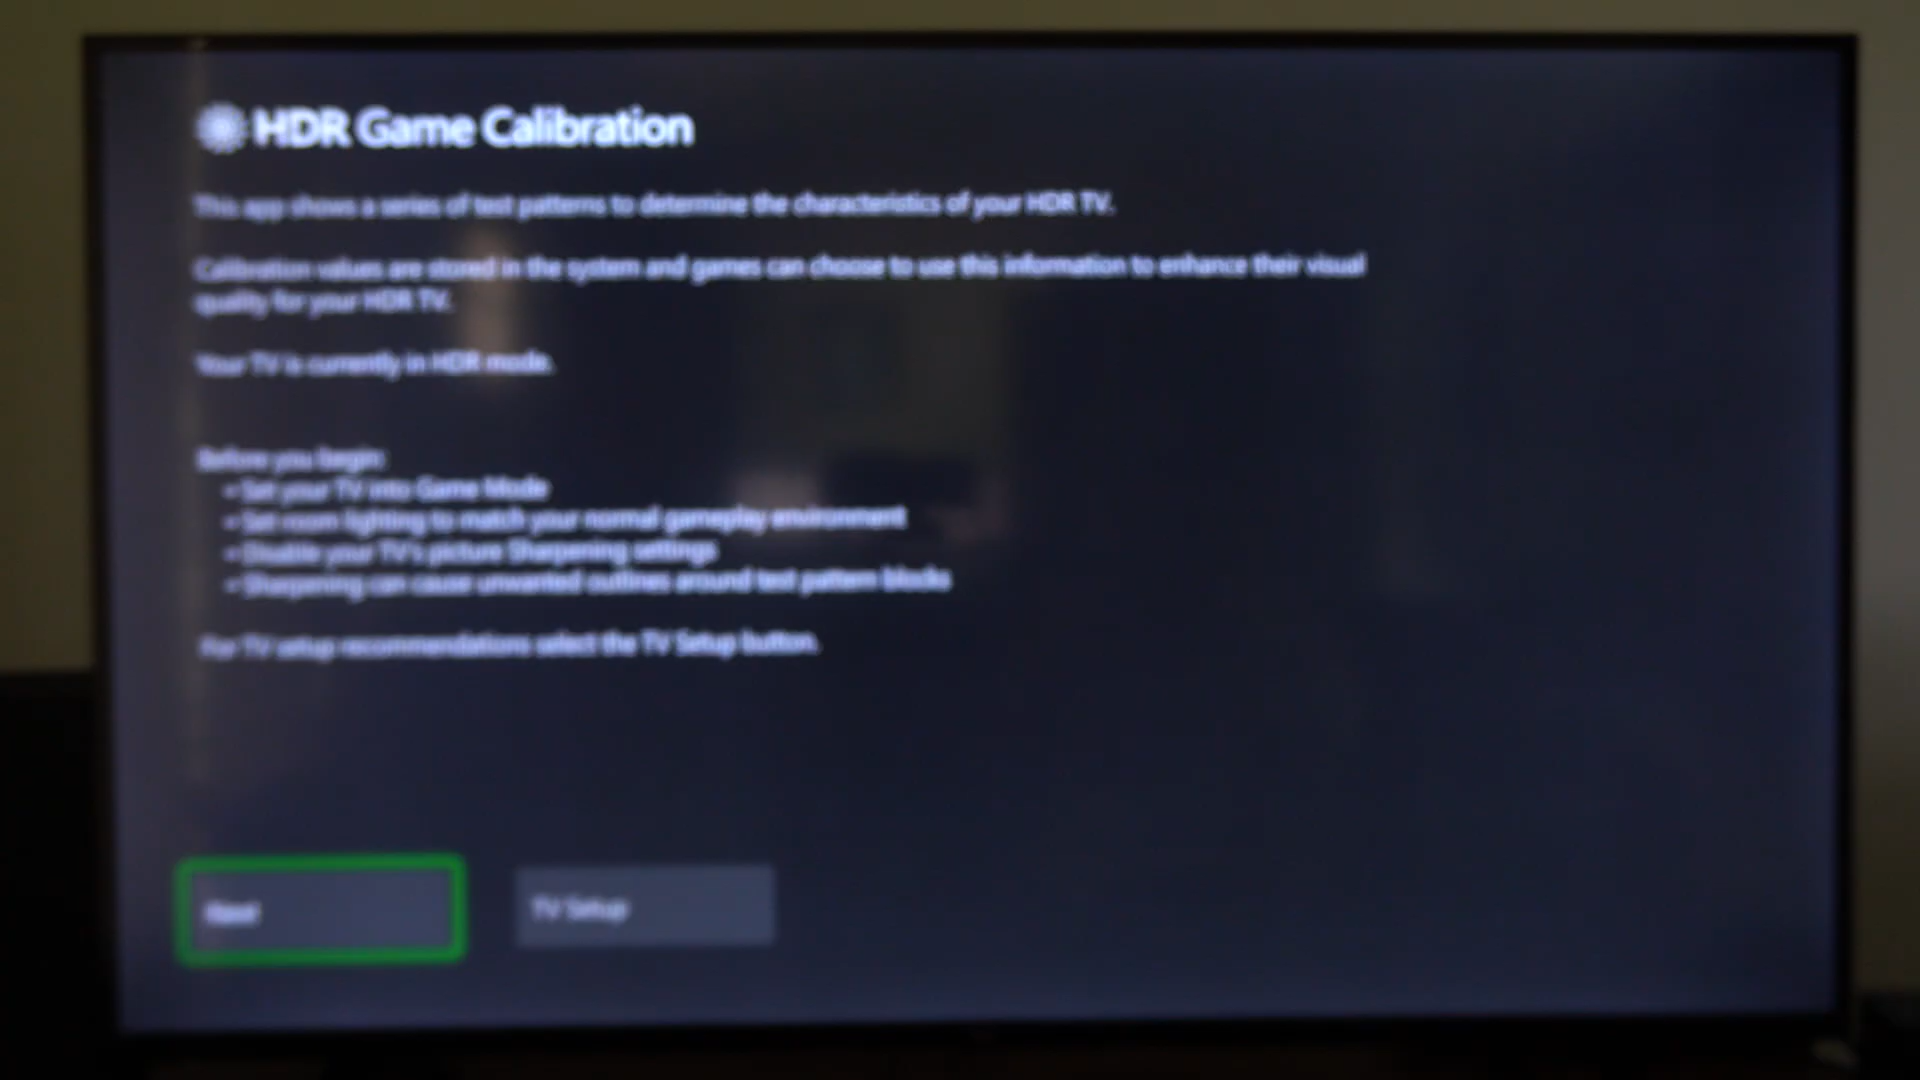 HDR Game Calibration
This app shows a series of test patterns to determine the characteristics of your HDR TV.
Calibration values are stored in the system and games can choose to use this information to enhance their visual
quality for your HDR TV.
Your TV is currently in HDR mode.
Before you begin:
• Set your TV into Game Mode
• Set room lighting to match your normal gameplay environment
• Disable your TV's picture Sharpening settings
• Sharpening can cause unwanted outlines around test pattern blocks
For TV setup recommendations select the TV Setup button.
Next
TV Setup